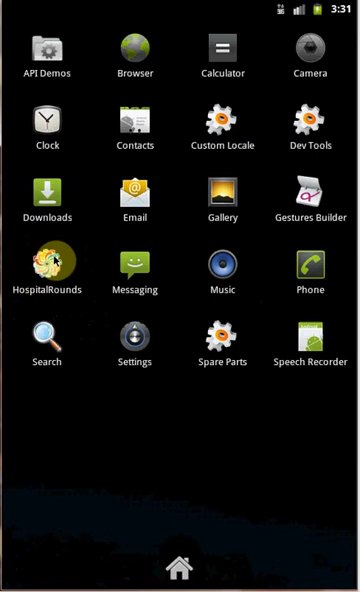 3:31
API Demos Browser Calculator Camera
Clock Contacts Custom Locale Dev Tools
Downloads Email Gallery Gestures Builder
HospitalRounds Messaging Music Phone
Search Settings Spare Parts Speech Recorder